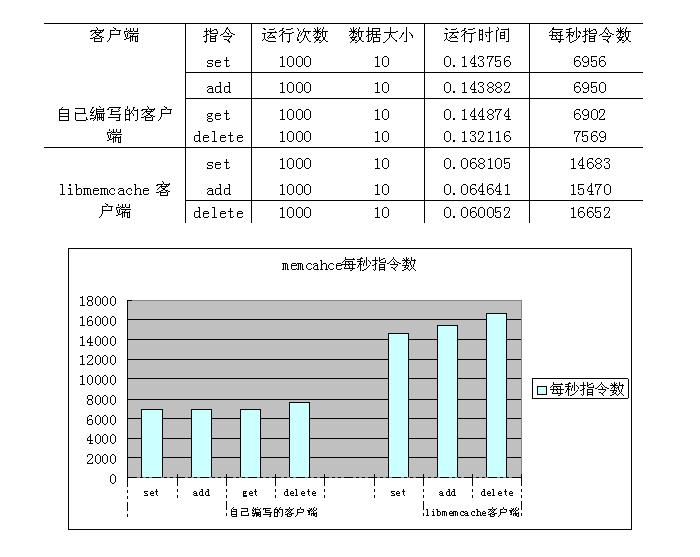 客户端 指令 运行次数 数据大小 运行时间 每秒指令数
set 1000 10 0.143756 6956
add 1000 10 0.143882 6950
自己编写的客户 get 1000 10 0.144874 6902
端 delete 1000 10 0.132116 7569
set 1000 10 0.068105 14683
libmemcache 客 add 1000 10 0.064641 15470
户端 delete 1000 10 0.060052 16652
memcahce每秒指令数
18000
16000
14000
12000
10000
8000
6000
4000
2000
0
每秒指令数
set add get delete set add delete
自己编写的客户端 libmemcache客户端